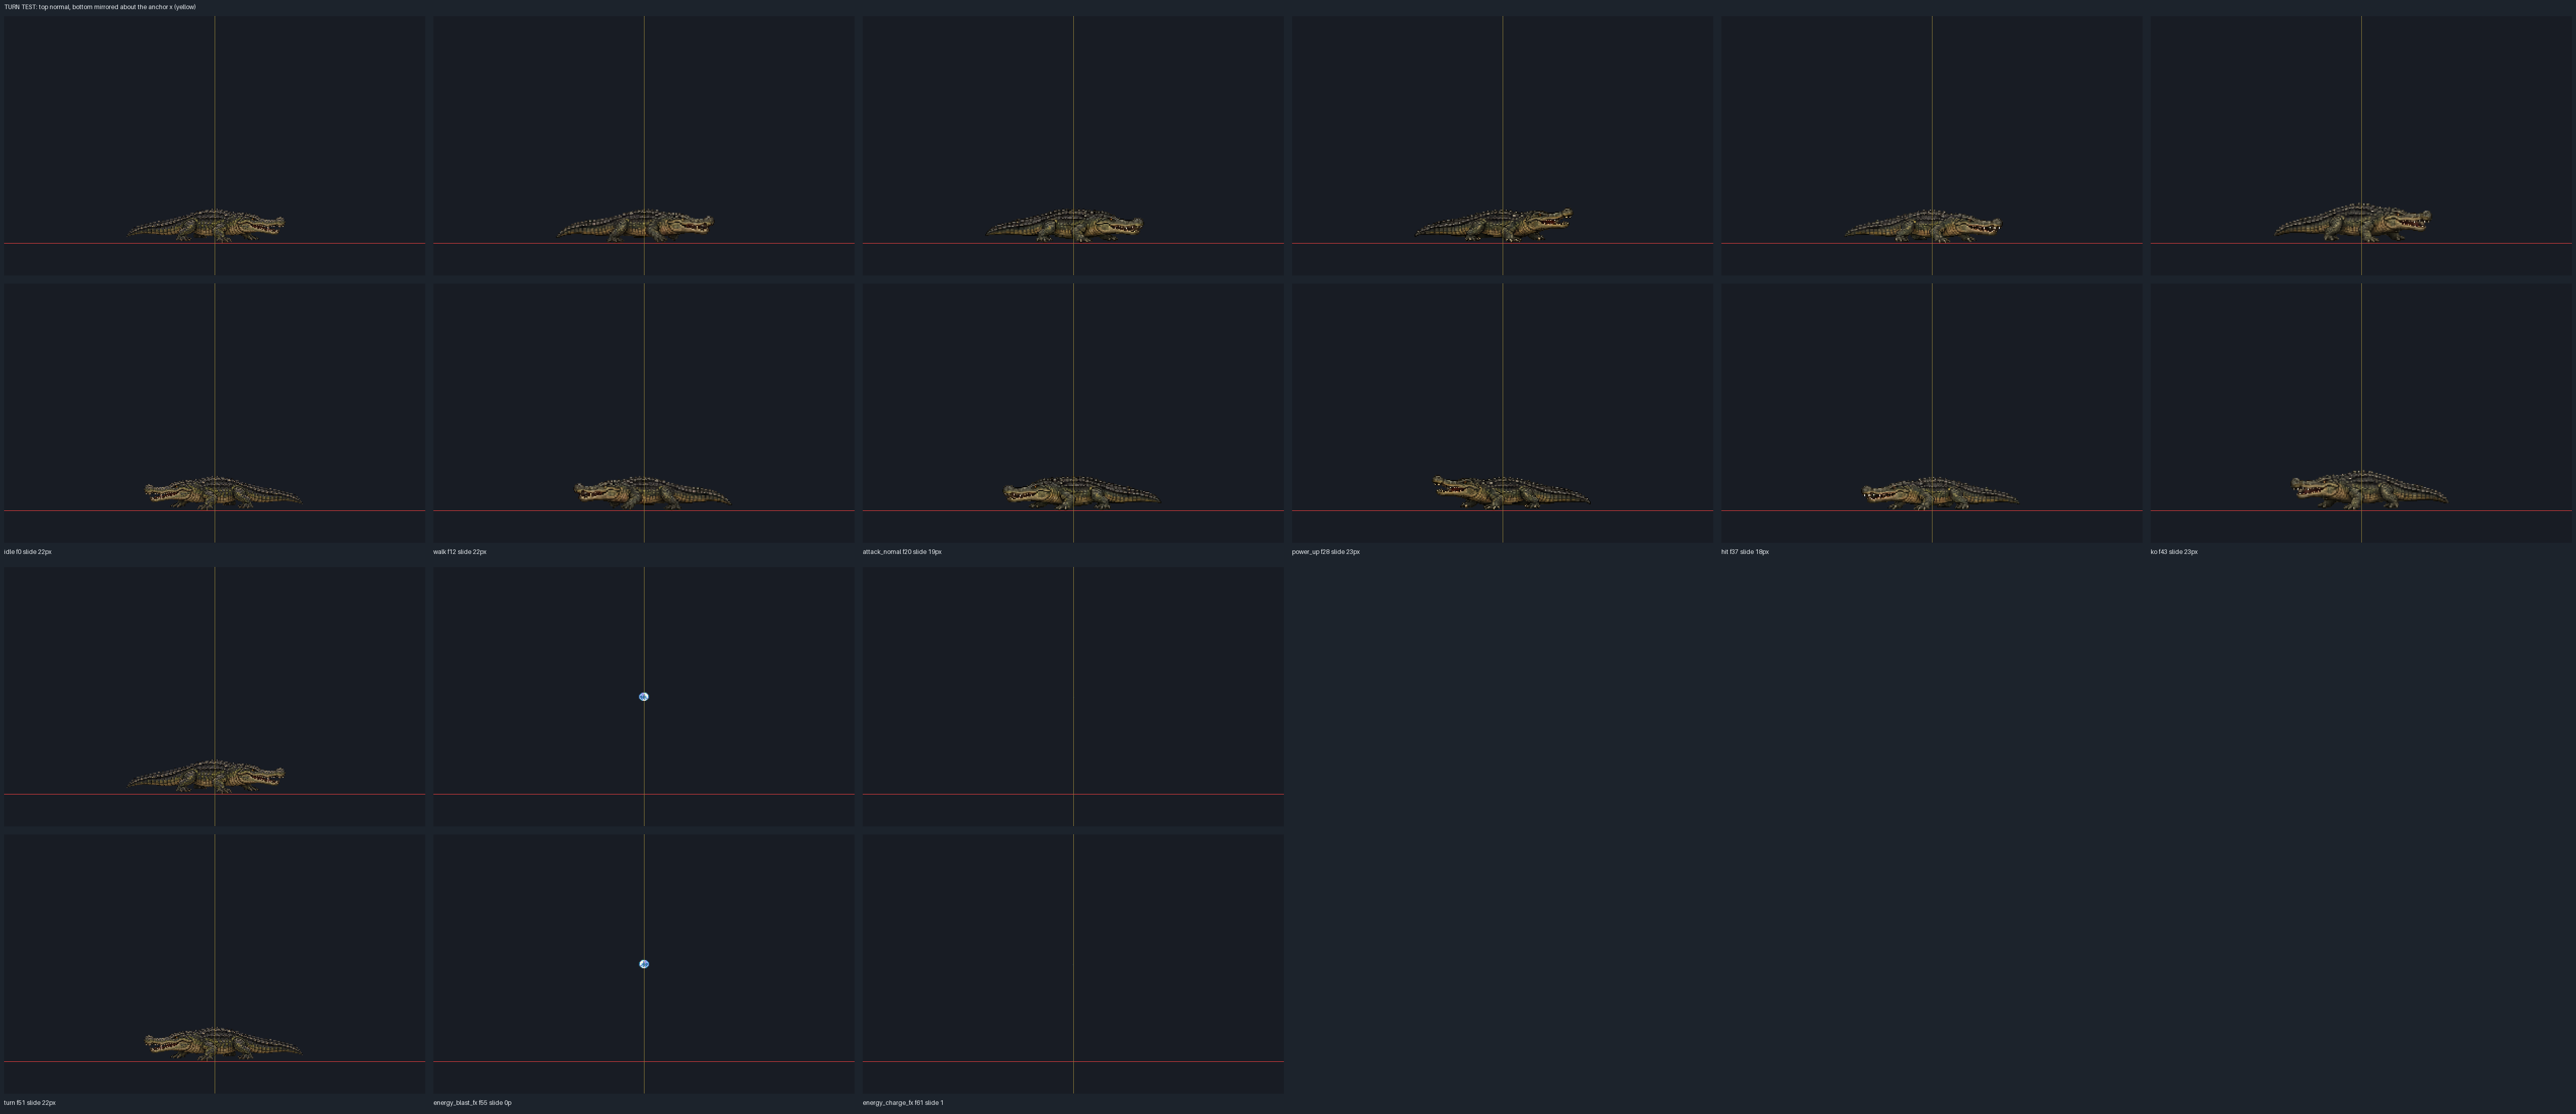 TURN TEST: top normal, bottom mirrored about the anchor x (yellow)
idle f0 slide 22px
walk f12 slide 22px
attack_nomal f20 slide 19px
power_up f28 slide 23px
hit f37 slide 18px
ko f43 slide 23px
turn f51 slide 22px
energy_blast_fx f55 slide 0p
energy_charge_fx f61 slide 1